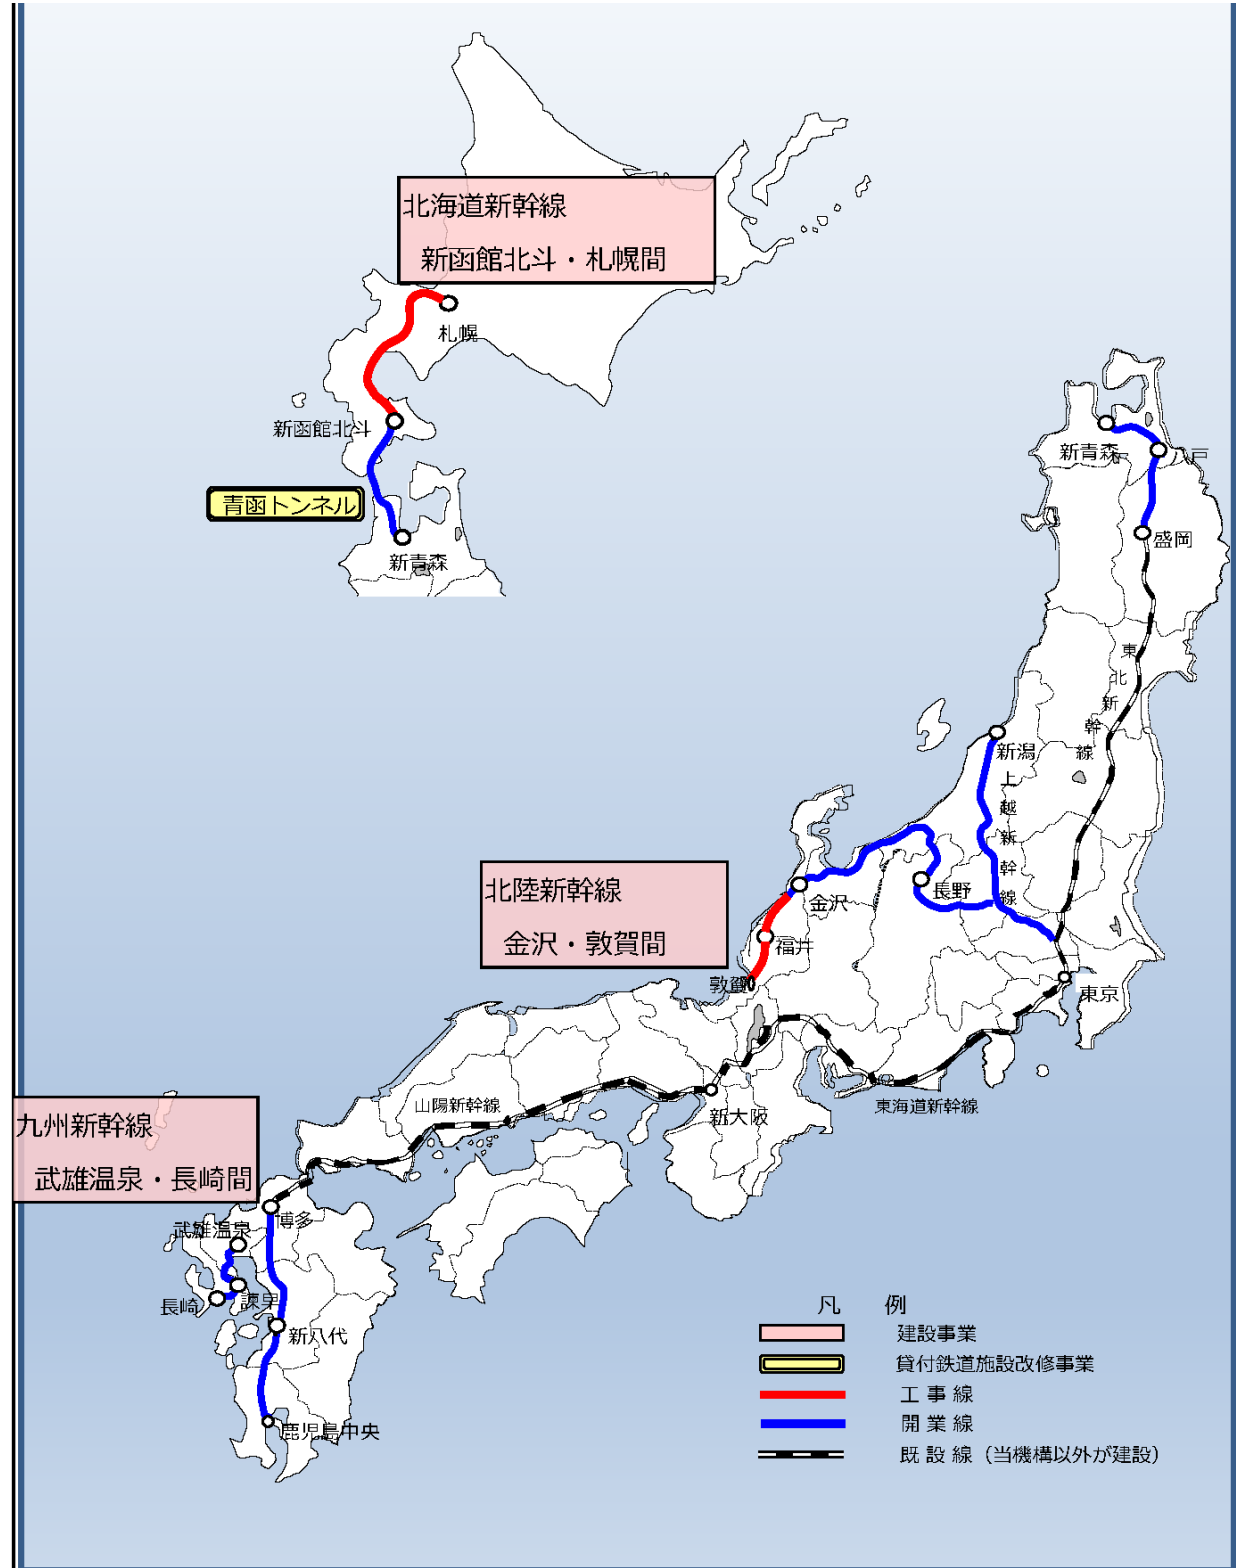 北海道新幹線
新函館北斗・札幌間
札幌
新函館北斗
青函トンネル
新青森
新青森
八戸
盛岡
東北新幹線
新潟
上越新幹線
北陸新幹線
金沢・敦賀間
金沢
長野
福井
敦賀
東京
九州新幹線
武雄温泉・長崎間
山陽新幹線
新大阪
東海道新幹線
博多
武雄温泉
長崎
諫早
新八代
鹿児島中央
凡 例
建設事業
貸付鉄道施設改修事業
工 事 線
開 業 線
既 設 線（当機構以外が建設）